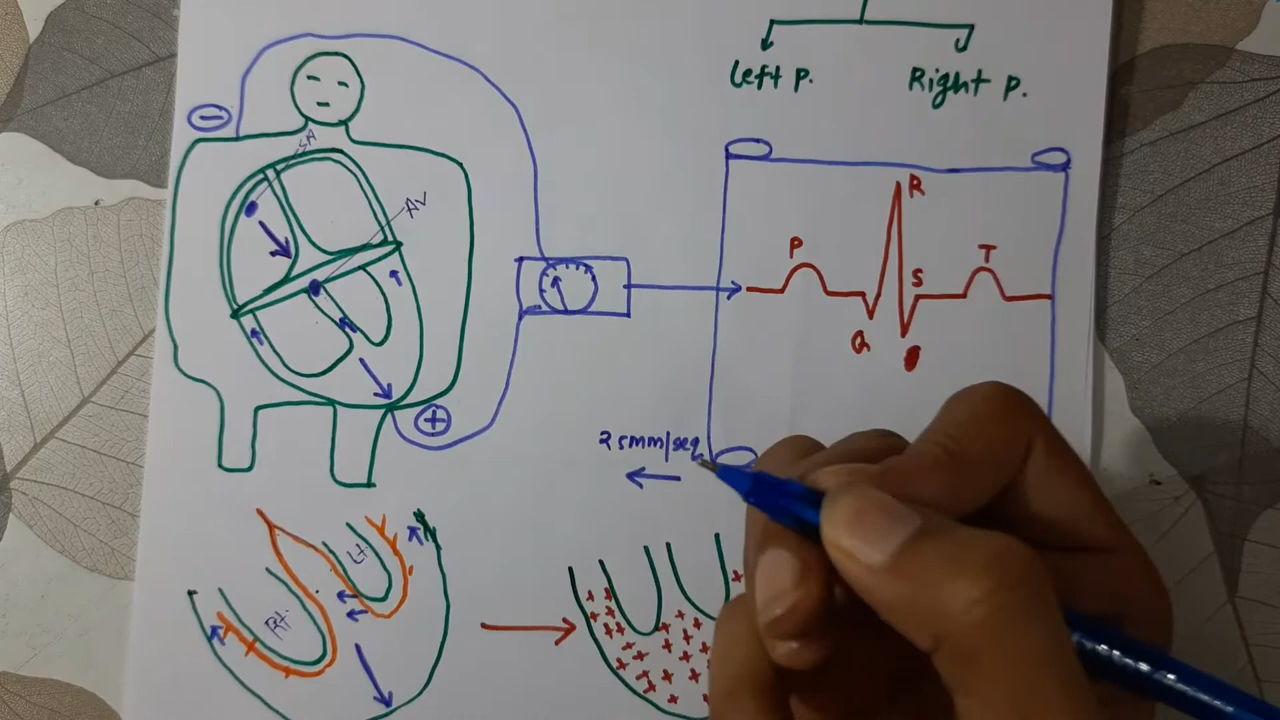 Left P.
Right P.
−
SA
AV
R
P
S
T
Q
+
25mm/sec
Lt
Rt